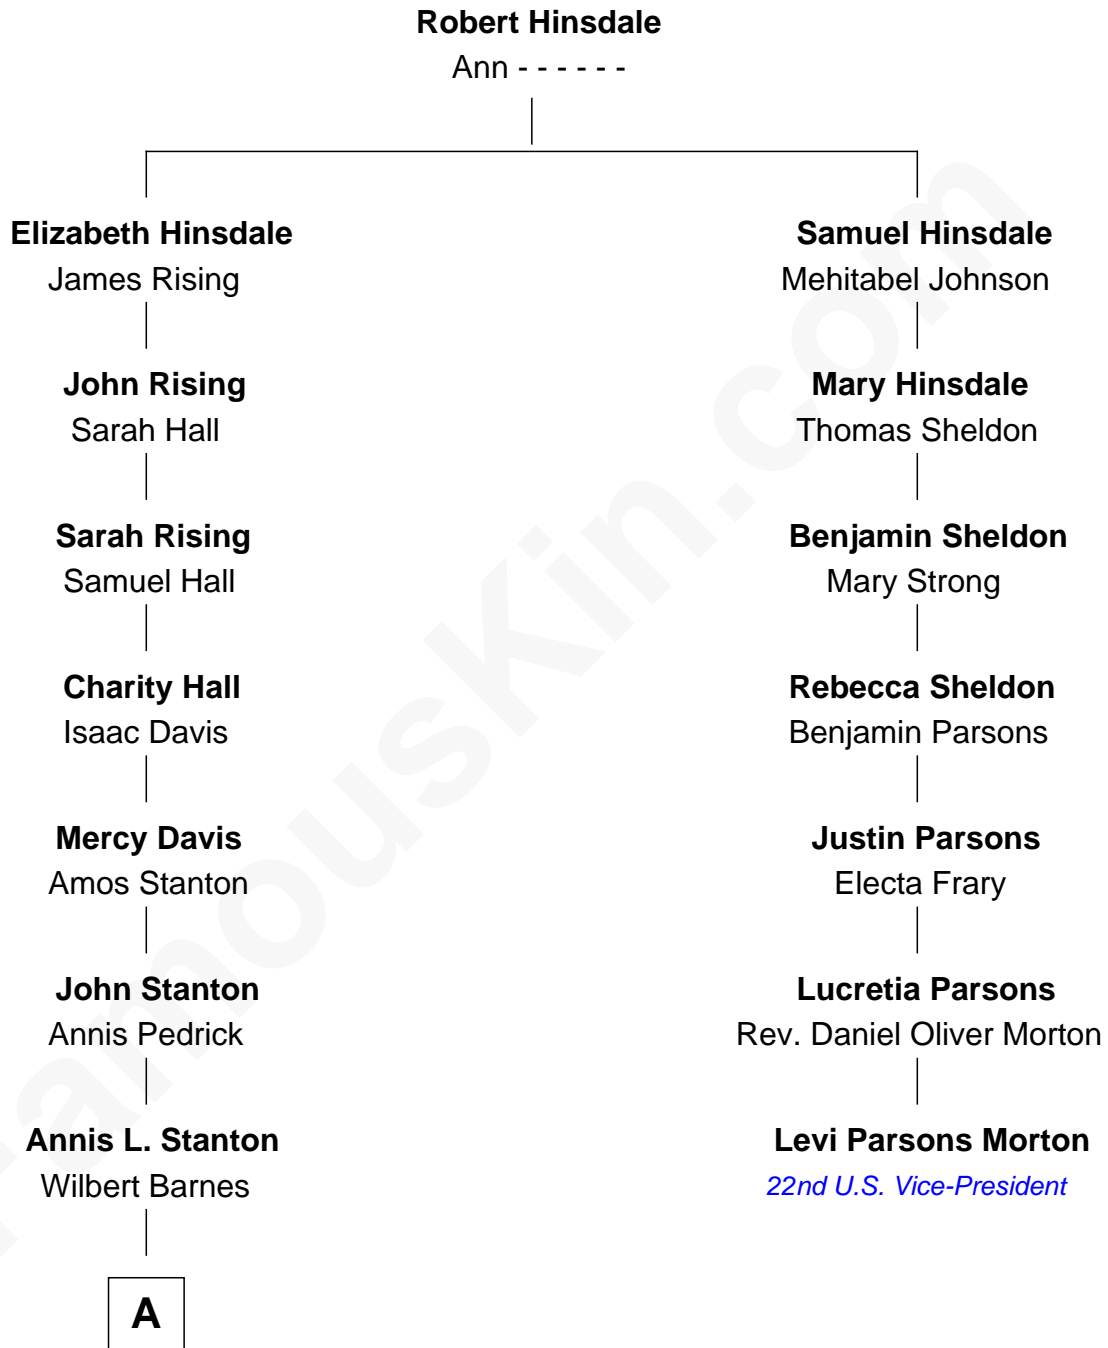 Robert Hinsdale
Ann - - - - - -
Elizabeth Hinsdale
James Rising
Samuel Hinsdale
Mehitabel Johnson
John Rising
Sarah Hall
Mary Hinsdale
Thomas Sheldon
Sarah Rising
Samuel Hall
Benjamin Sheldon
Mary Strong
Charity Hall
Isaac Davis
Rebecca Sheldon
Benjamin Parsons
Mercy Davis
Amos Stanton
Justin Parsons
Electa Frary
John Stanton
Annis Pedrick
Lucretia Parsons
Rev. Daniel Oliver Morton
Annis L. Stanton
Wilbert Barnes
Levi Parsons Morton
22nd U.S. Vice-President
A
FamousKin.com